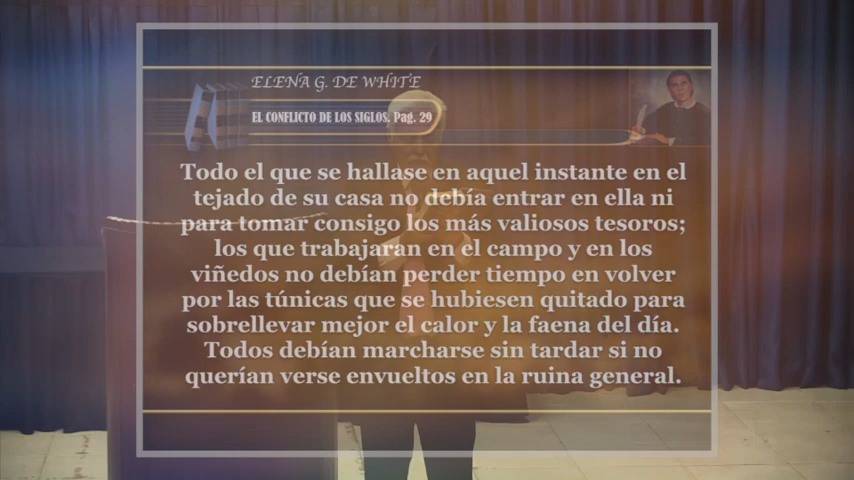 ELENA G. DE WHITE
EL CONFLICTO DE LOS SIGLOS. Pag. 29
Todo el que se hallase en aquel instante en el
tejado de su casa no debía entrar en ella ni
para tomar consigo los más valiosos tesoros;
los que trabajaran en el campo y en los
viñedos no debían perder tiempo en volver
por las túnicas que se hubiesen quitado para
sobrellevar mejor el calor y la faena del día.
Todos debían marcharse sin tardar si no
querían verse envueltos en la ruina general.